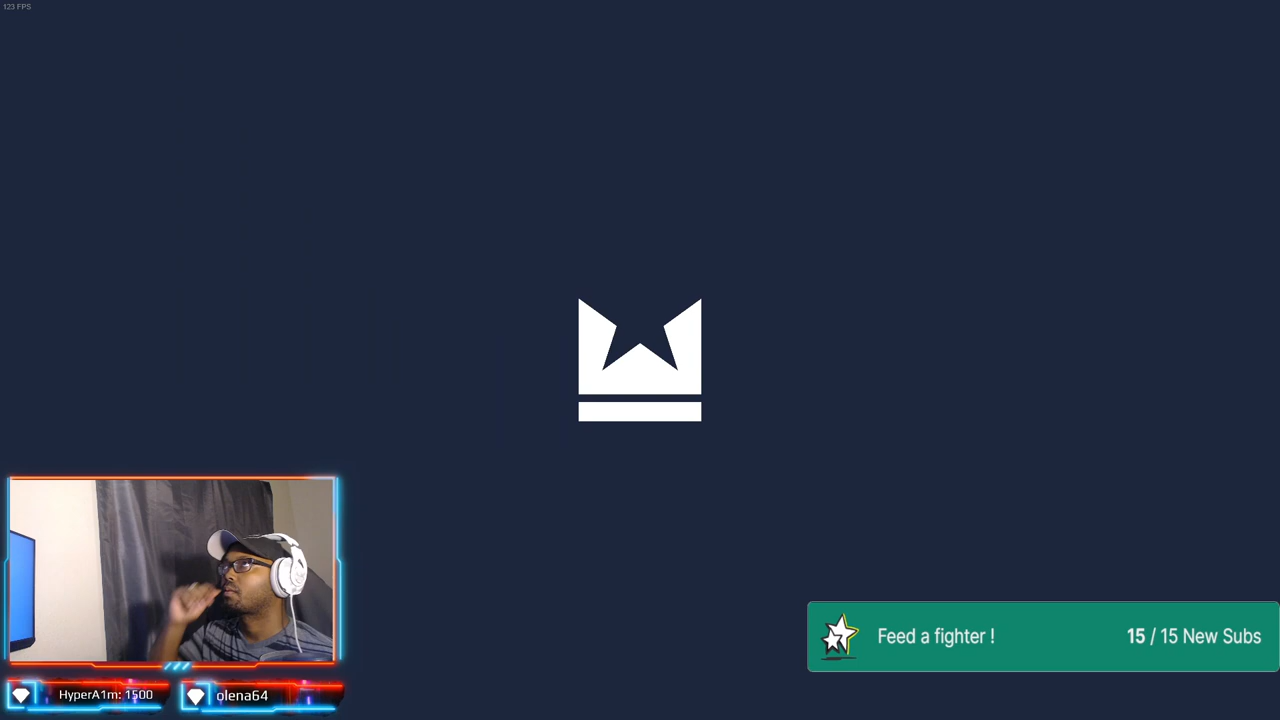 123 FPS
Feed a fighter !
15 / 15 New Subs
HyperA1m: 1500
olena64